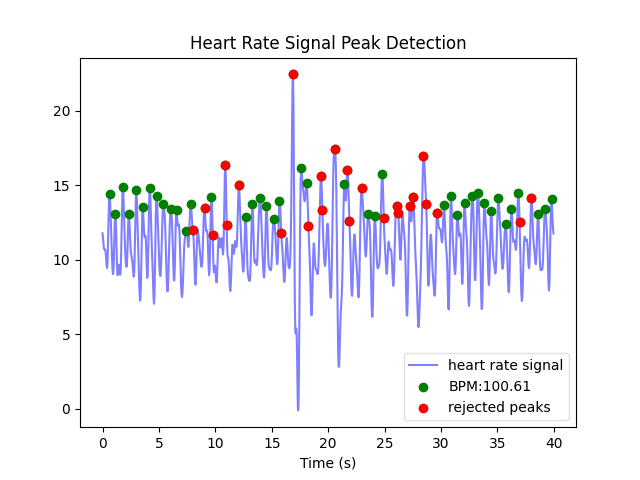 Heart Rate Signal Peak Detection
20
15
10
5
0
heart rate signal
BPM:100.61
rejected peaks
0 5 10 15 20 25 30 35 40
Time (s)